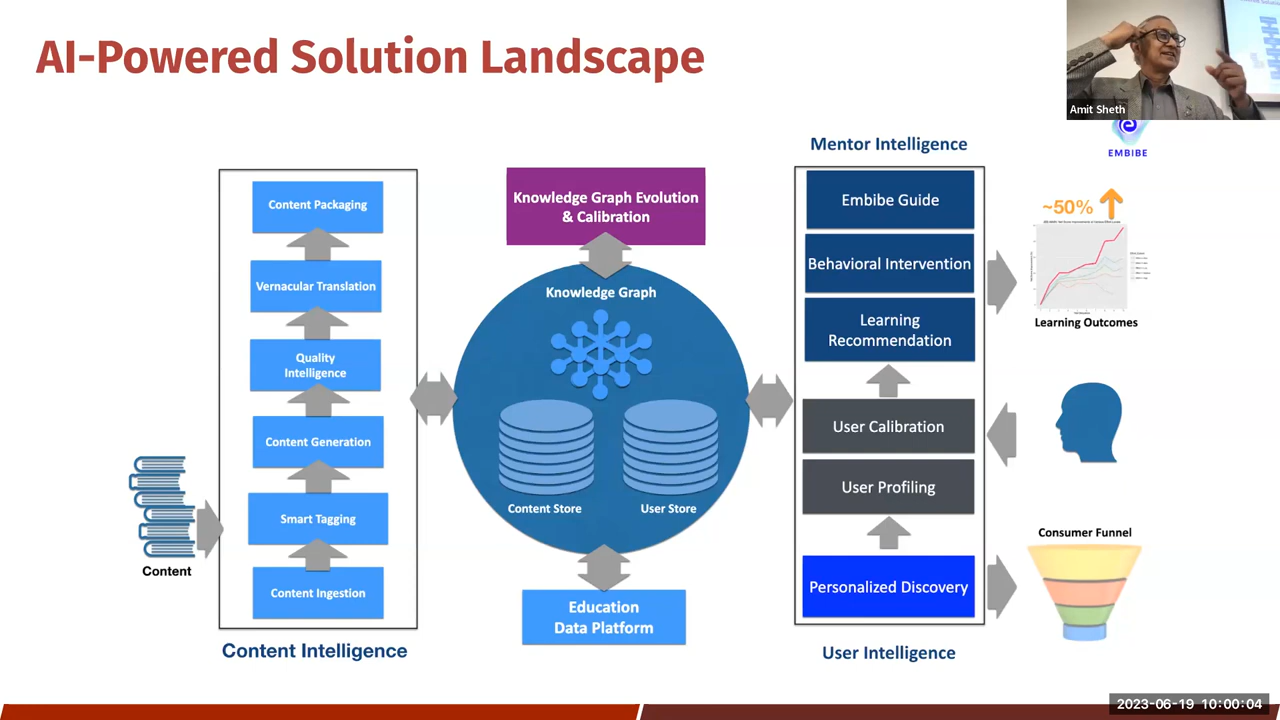 AI-Powered Solution Landscape
Amit Sheth
EMBIBE
Content Packaging
Vernacular Translation
Quality
Intelligence
Content Generation
Smart Tagging
Content Ingestion
Content
Content Intelligence
Knowledge Graph Evolution
& Calibration
Knowledge Graph
Content Store
User Store
Education
Data Platform
Mentor Intelligence
Embibe Guide
Behavioral Intervention
Learning
Recommendation
User Calibration
User Profiling
Personalized Discovery
User Intelligence
~50%
Learning Outcomes
Consumer Funnel
2023-06-19 10:00:04